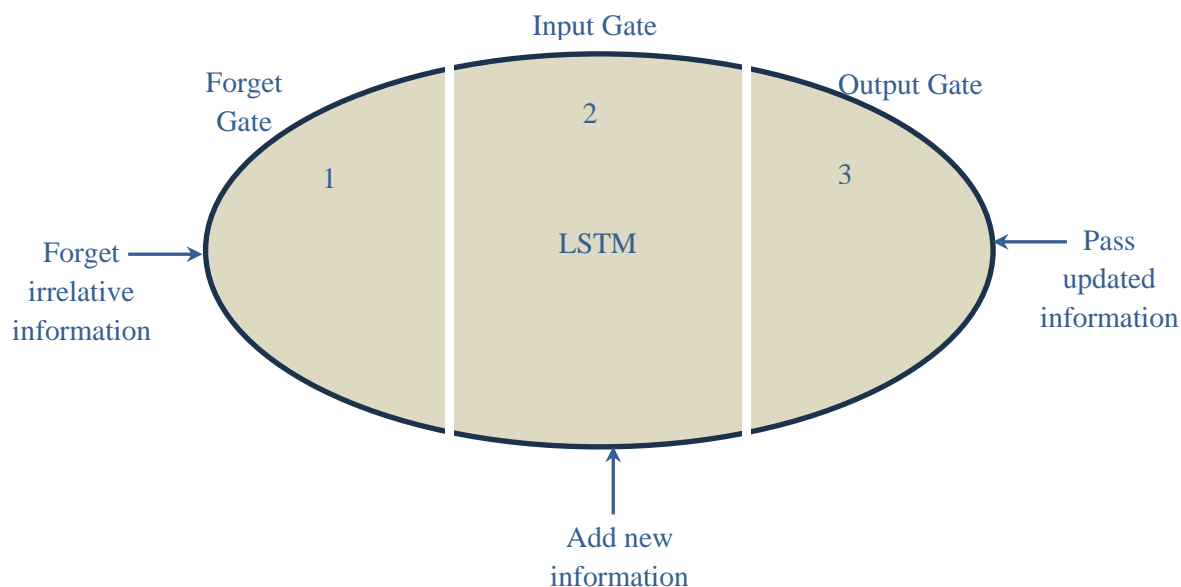 Input Gate
Forget
Gate
Output Gate
1
2
3
LSTM
Forget
irrelative
information
Pass
updated
information
Add new
information